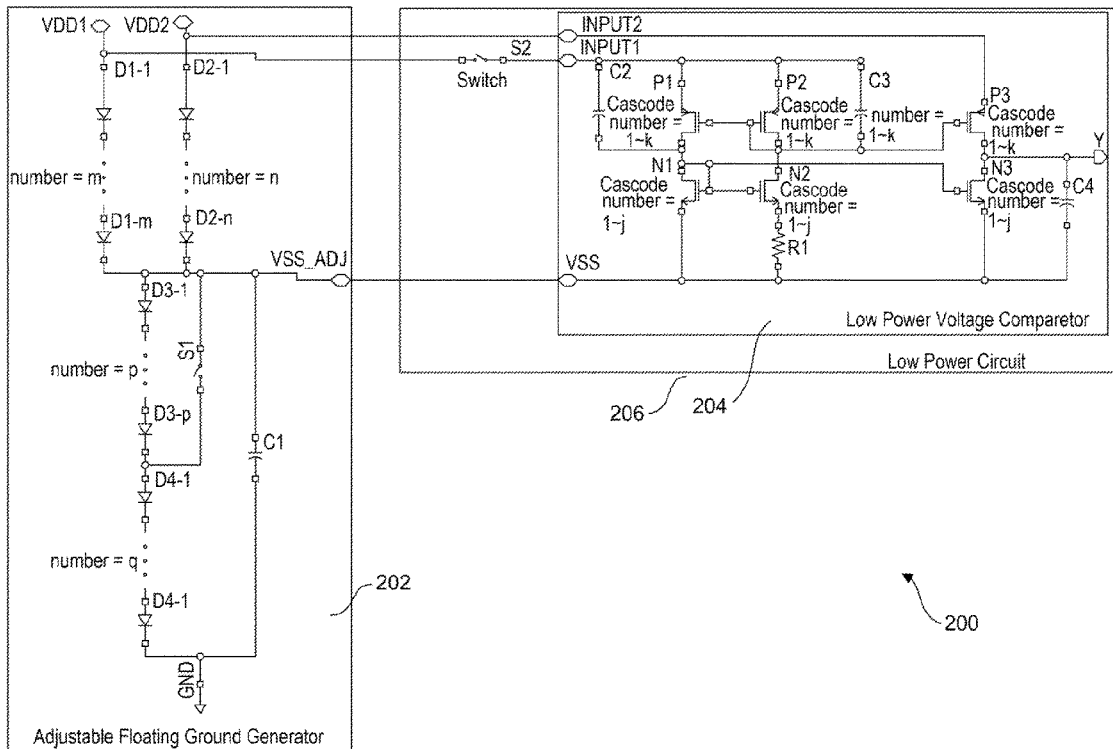 VDD1
VDD2
D1-1
D2-1
number = m
number = n
D1-m
D2-n
VSS_ADJ
D3-1
S1
number = p
D3-p
C1
D4-1
number = q
D4-1
GND
202
Adjustable Floating Ground Generator
S2
Switch
INPUT2
INPUT1
C2
P1
P2
C3
P3
Cascode
number =
1~k
Cascode
number =
1~k
Cascode
number =
1~k
Y
N1
N2
N3
C4
Cascode
number =
1~j
Cascode
number =
1~j
Cascode
number =
1~j
R1
VSS
Low Power Voltage Comparetor
Low Power Circuit
206
204
200